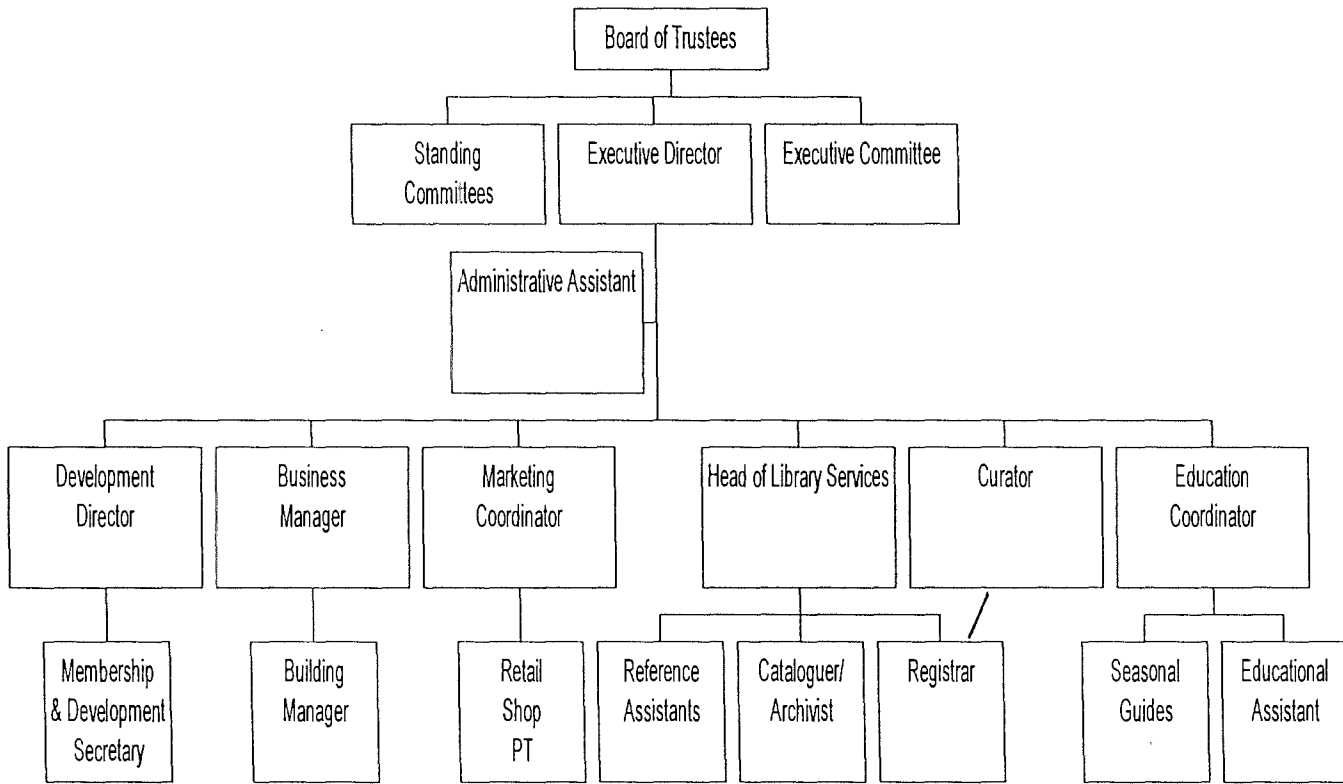 Board of Trustees
Standing
Committees
Executive Director
Executive Committee
Administrative Assistant
Development
Director
Business
Manager
Marketing
Coordinator
Head of Library Services
Curator
Education
Coordinator
Membership
& Development
Secretary
Building
Manager
Retail
Shop
PT
Reference
Assistants
Cataloguer/
Archivist
Registrar
Seasonal
Guides
Educational
Assistant